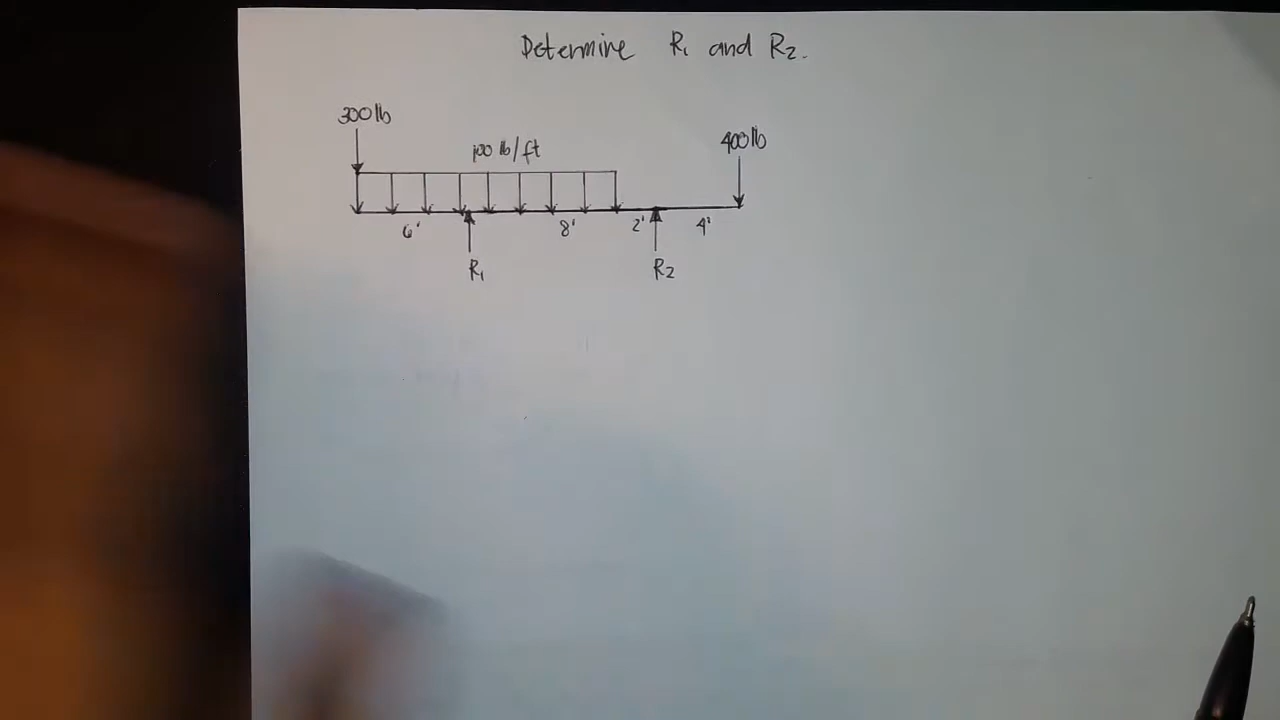 Determine R₁ and R₂.
300 lb
100 lb/ft
400 lb
6' 8' 2' 4'
R₁ R₂